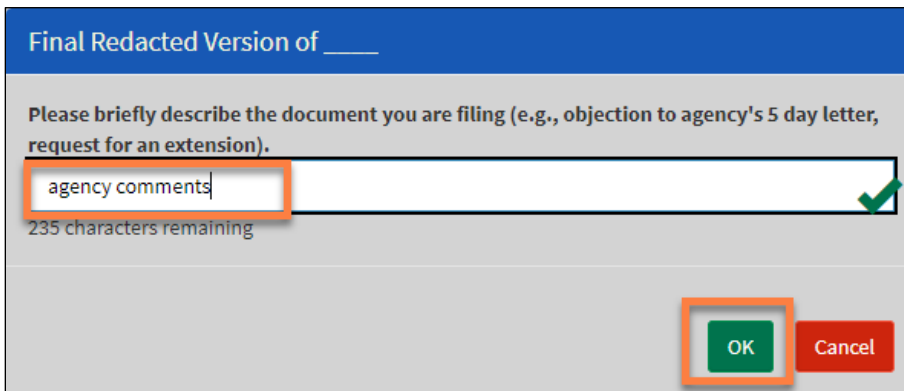 Final Redacted Version of ____
Please briefly describe the document you are filing (e.g., objection to agency's 5 day letter,
request for an extension).
agency comments
235 characters remaining
OK Cancel